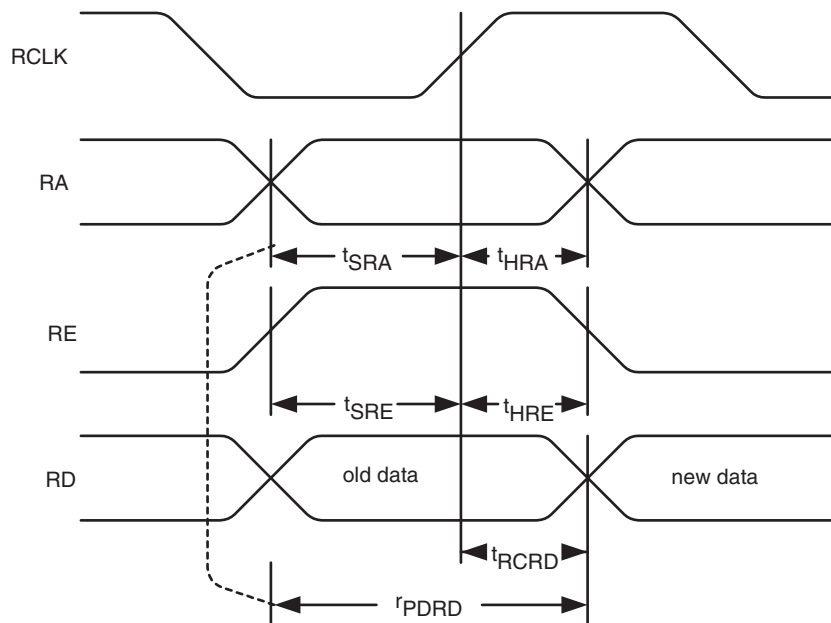 RCLK
RA
tSRA tHRA
RE
tSRE tHRE
RD old data new data
tRCRD
rPDRD